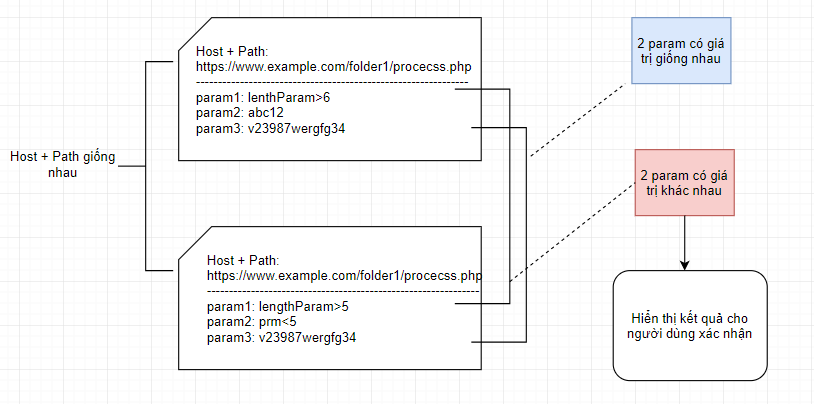 Host + Path giống
nhau
Host + Path:
https://www.example.com/folder1/procecss.php
param1: lenthParam>6
param2: abc12
param3: v23987wergfg34
Host + Path:
https://www.example.com/folder1/procecss.php
param1: lengthParam>5
param2: prm<5
param3: v23987wergfg34
2 param có giá
trị giống nhau
2 param có giá
trị khác nhau
Hiển thị kết quả cho
người dùng xác nhận